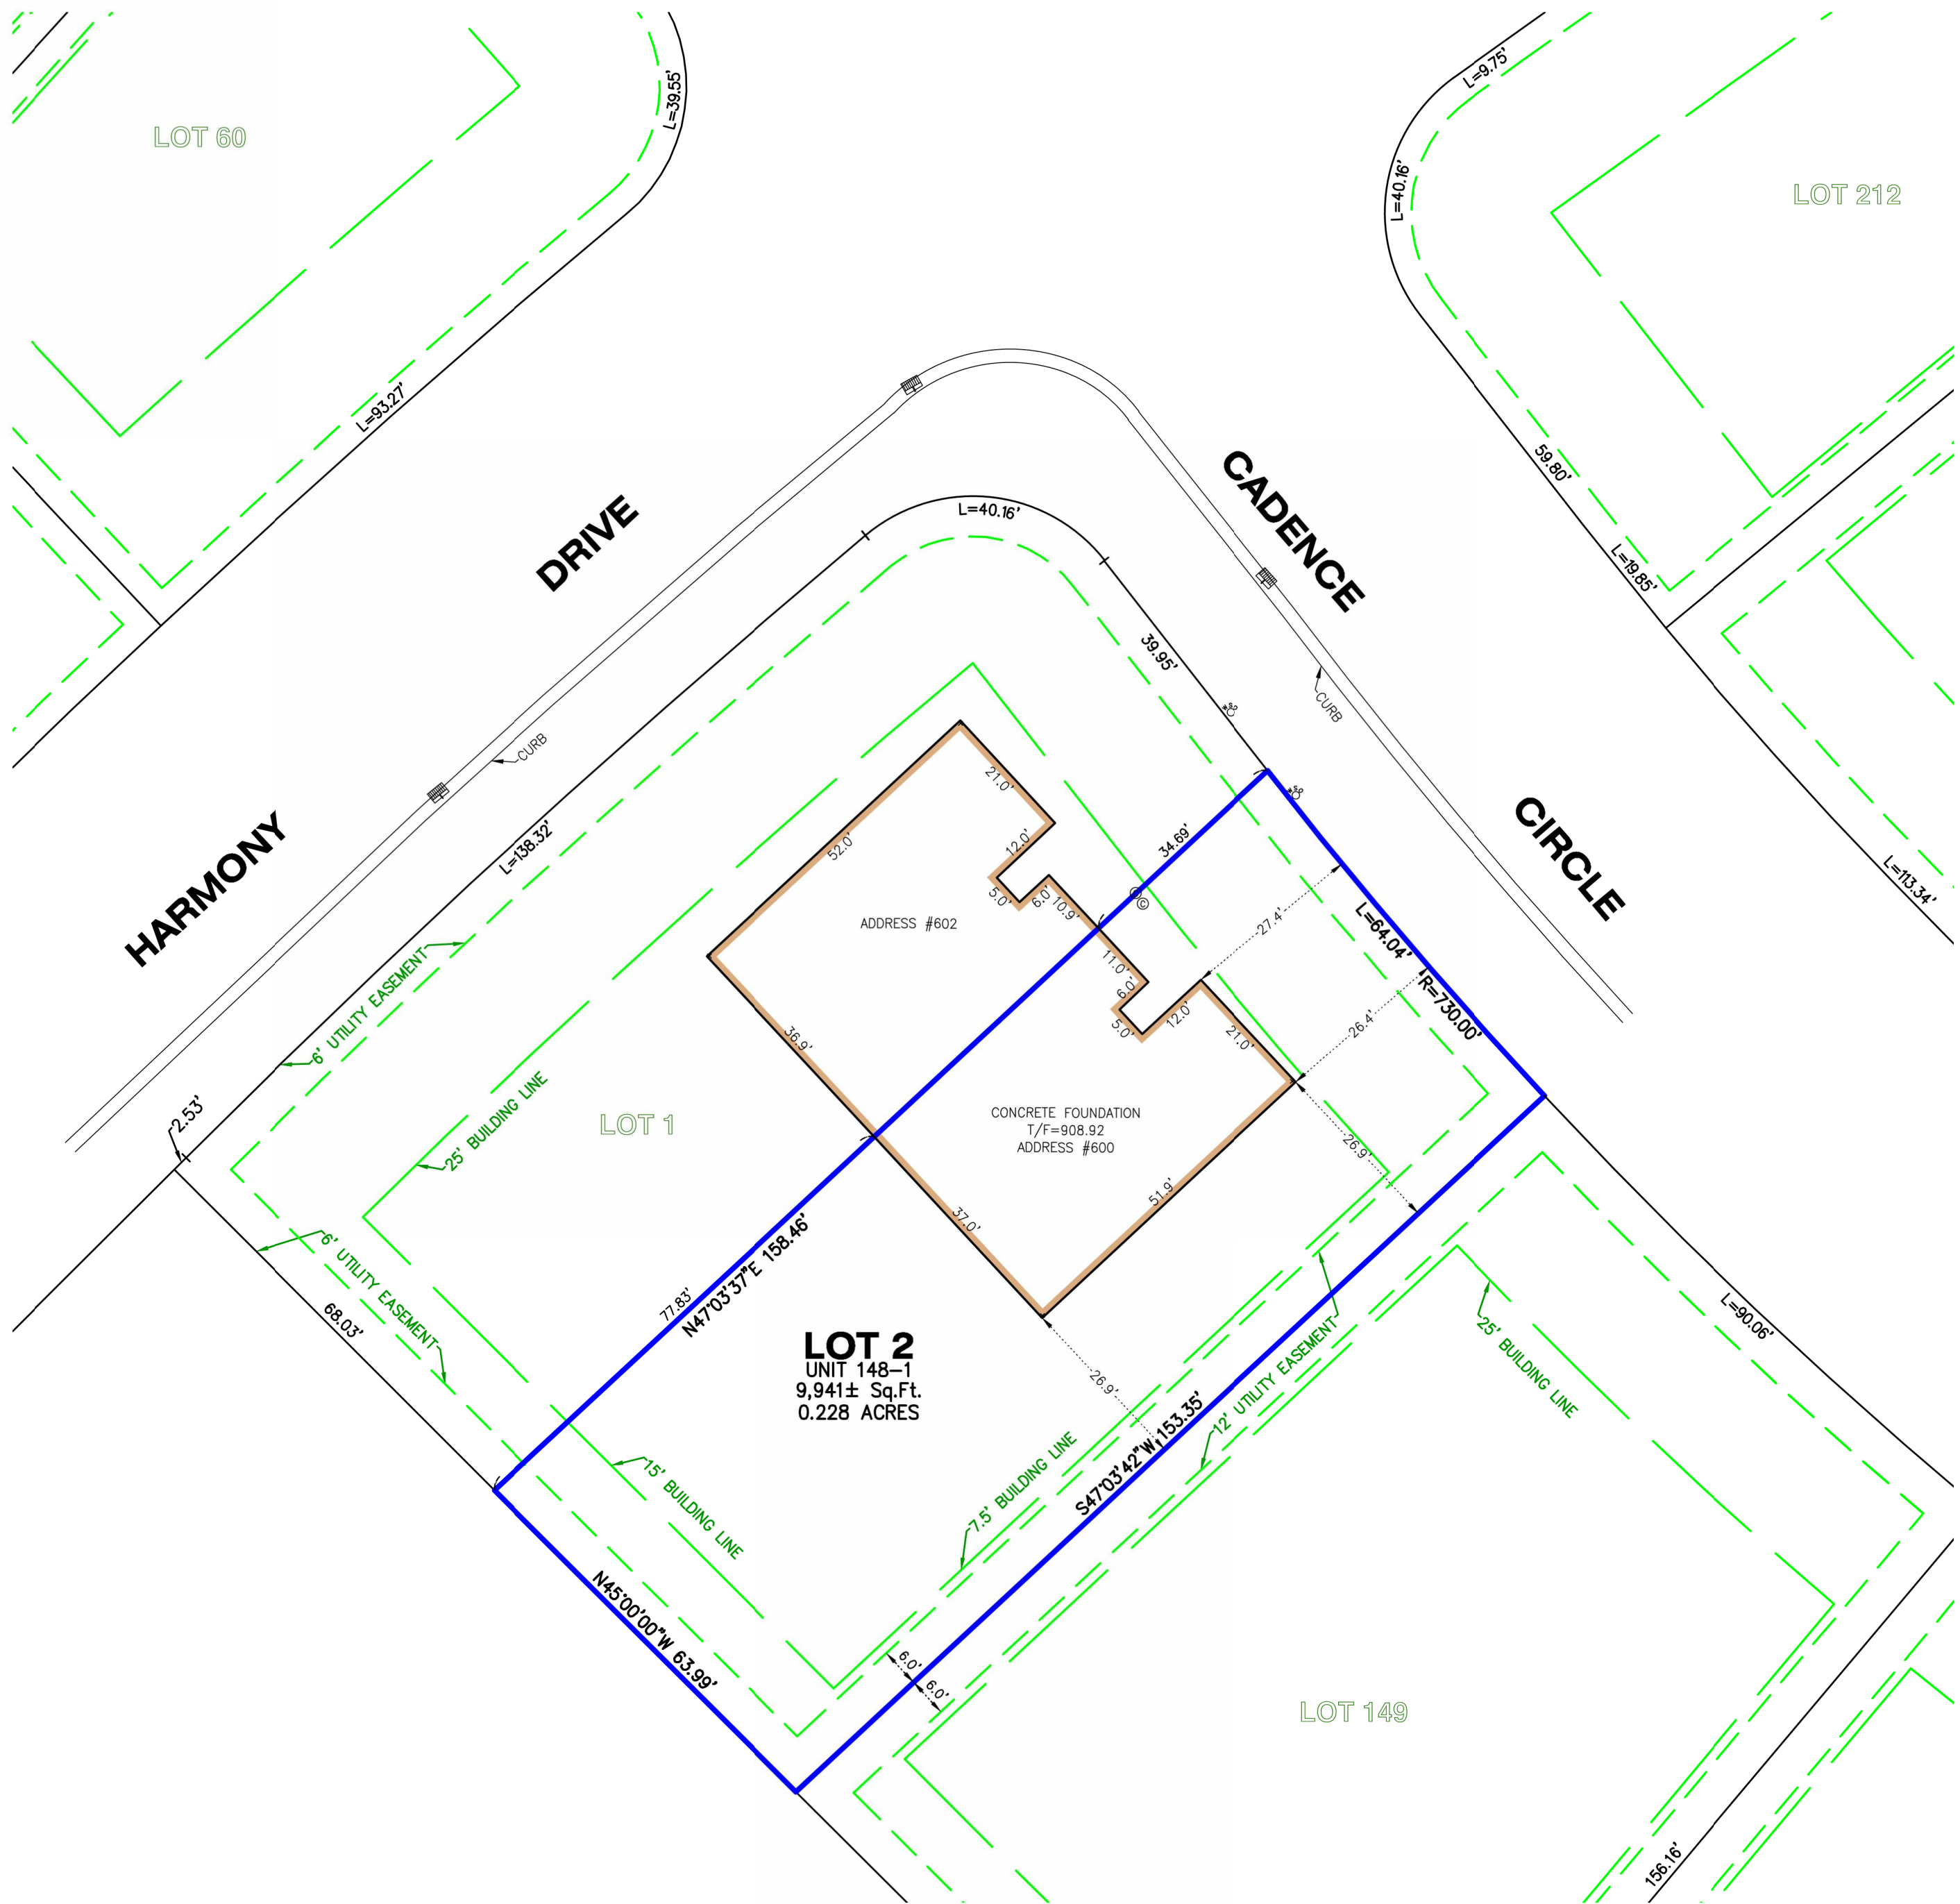 LOT 60
L=39.55'
L=9.75'
L=40.16'
LOT 212
L=93.27'
HARMONY
DRIVE
CADENCE
CIRCLE
L=40.16'
39.95'
59.80'
L=19.85'
L=113.34'
CURB
CURB
L=138.32'
2.53'
6' UTILITY EASEMENT
25' BUILDING LINE
6' UTILITY EASEMENT
68.03'
LOT 1
52.0'
21.0'
12.0'
5.0'
6.0'
10.9'
ADDRESS #602
36.9'
34.69'
©
11.0'
6.0'
5.0'
12.0'
21.0'
27.4'
26.4'
L=64.04'
R=730.00'
CONCRETE FOUNDATION
T/F=908.92
ADDRESS #600
37.0'
51.9'
26.9'
26.9'
77.83'
N47°03'37"E 158.46'
LOT 2
UNIT 148-1
9,941± Sq.Ft.
0.228 ACRES
15' BUILDING LINE
7.5' BUILDING LINE
S47°03'42"W 153.35'
12' UTILITY EASEMENT
25' BUILDING LINE
L=90.06'
N45°00'00"W 63.99'
6.0'
6.0'
LOT 149
156.16'